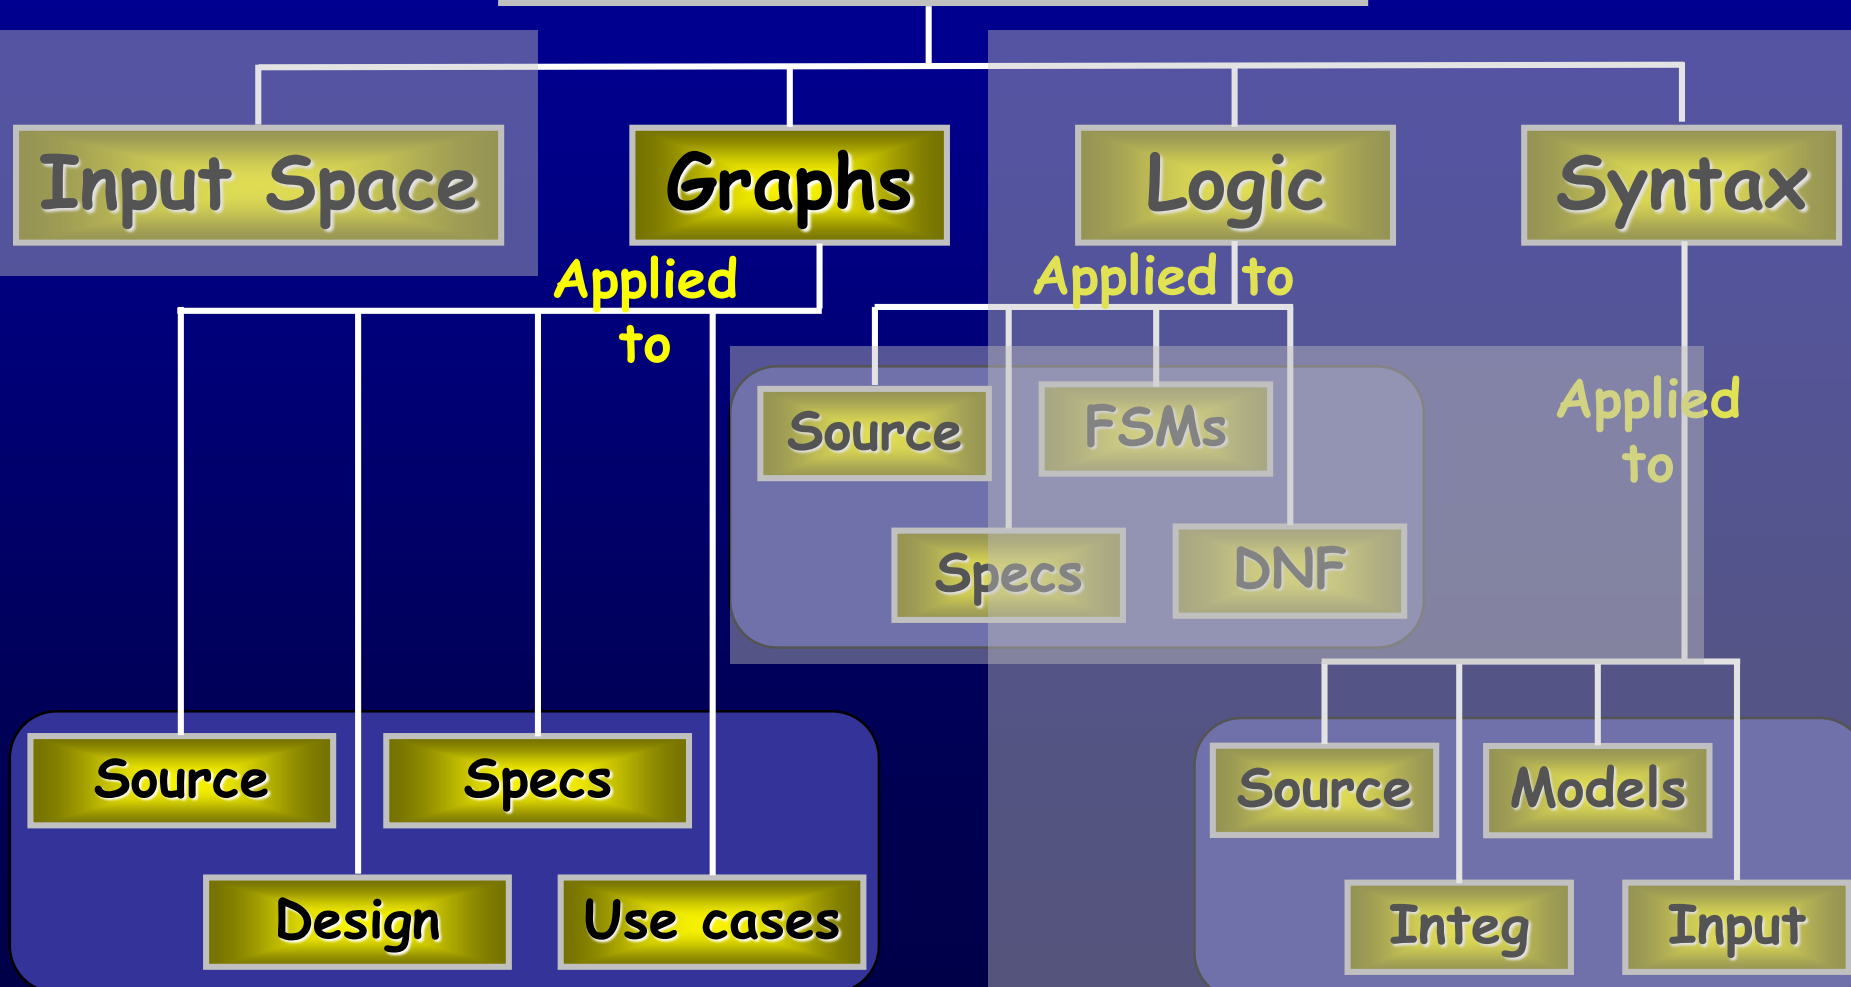 Input Space
Graphs
Logic
Syntax
Applied
to
Applied to
Applied
to
Source
FSMs
Specs
DNF
Source
Specs
Design
Use cases
Source
Models
Integ
Input